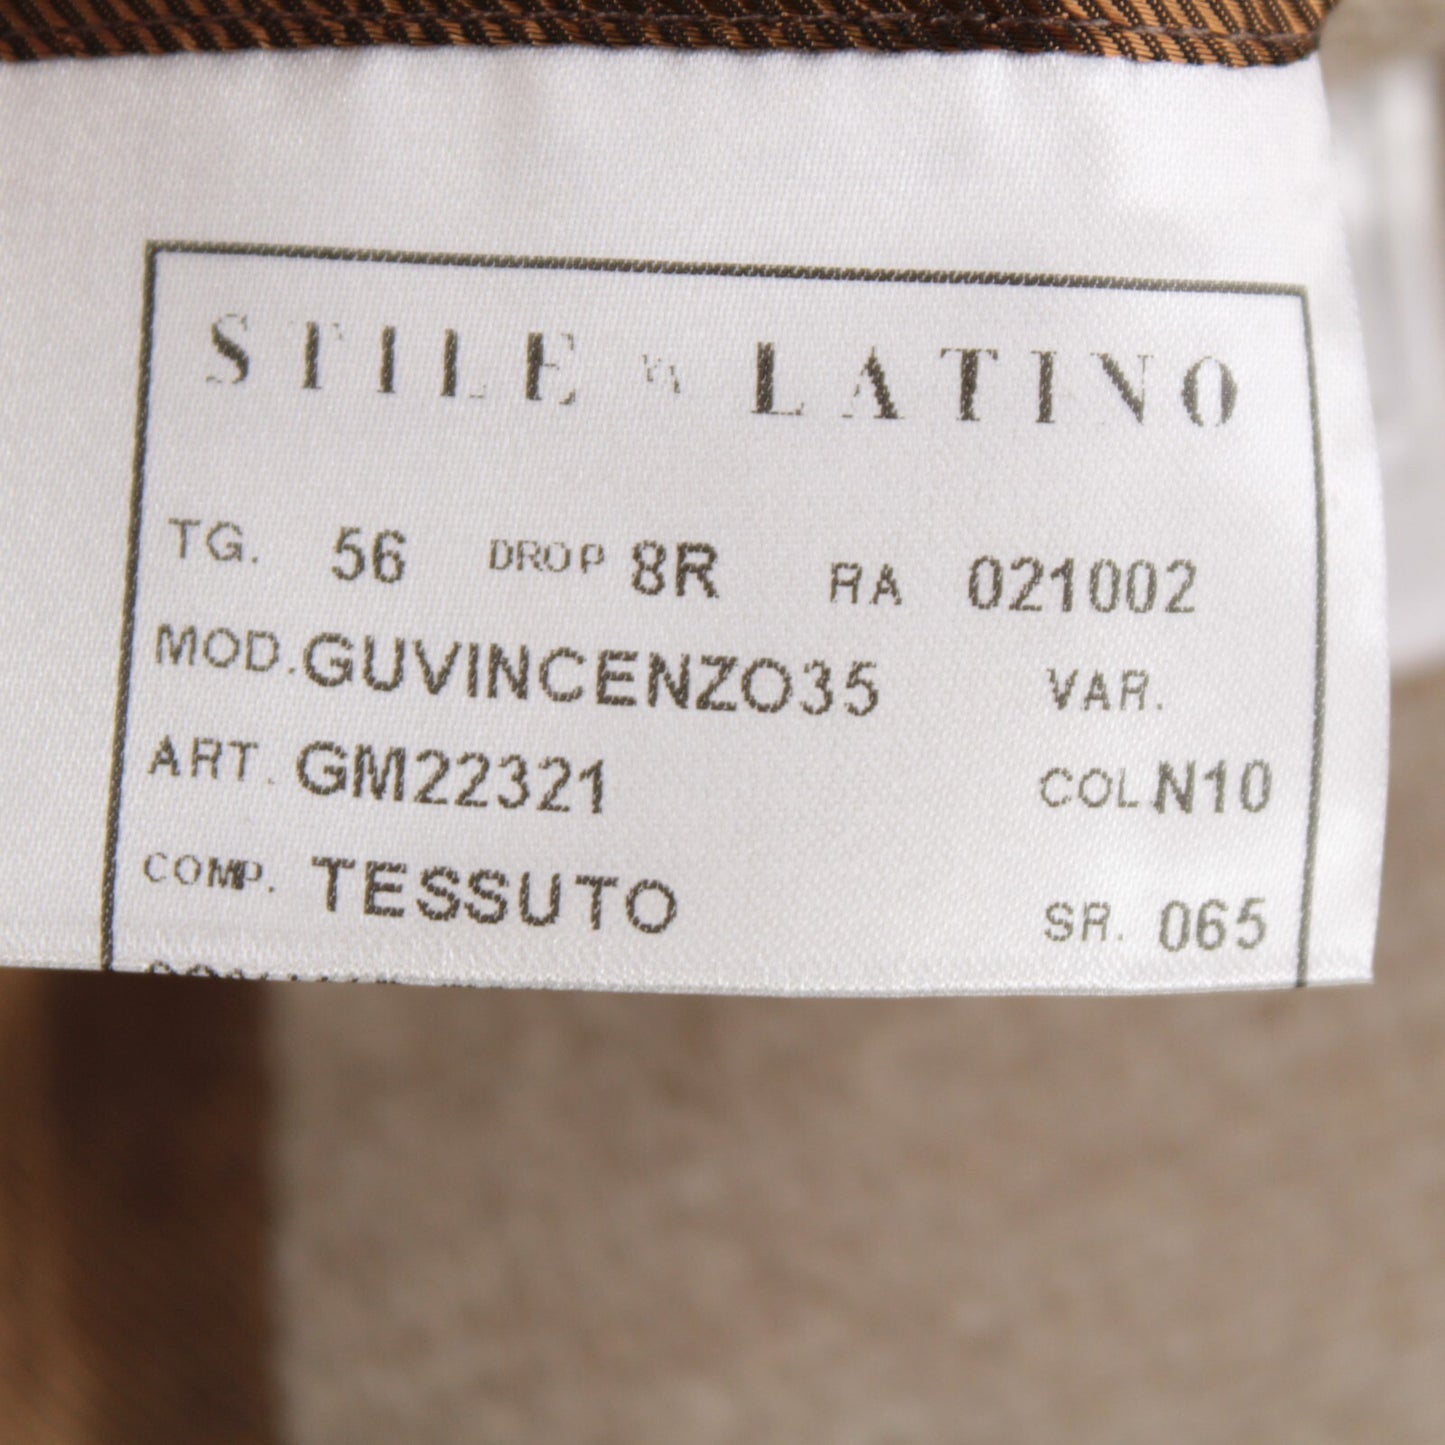 STILE LATINO
TG. 56 DROP 8R RA 021002
MOD. GUVINCENZO35 VAR.
ART. GM22321 COL. N10
COMP. TESSUTO SR. 065